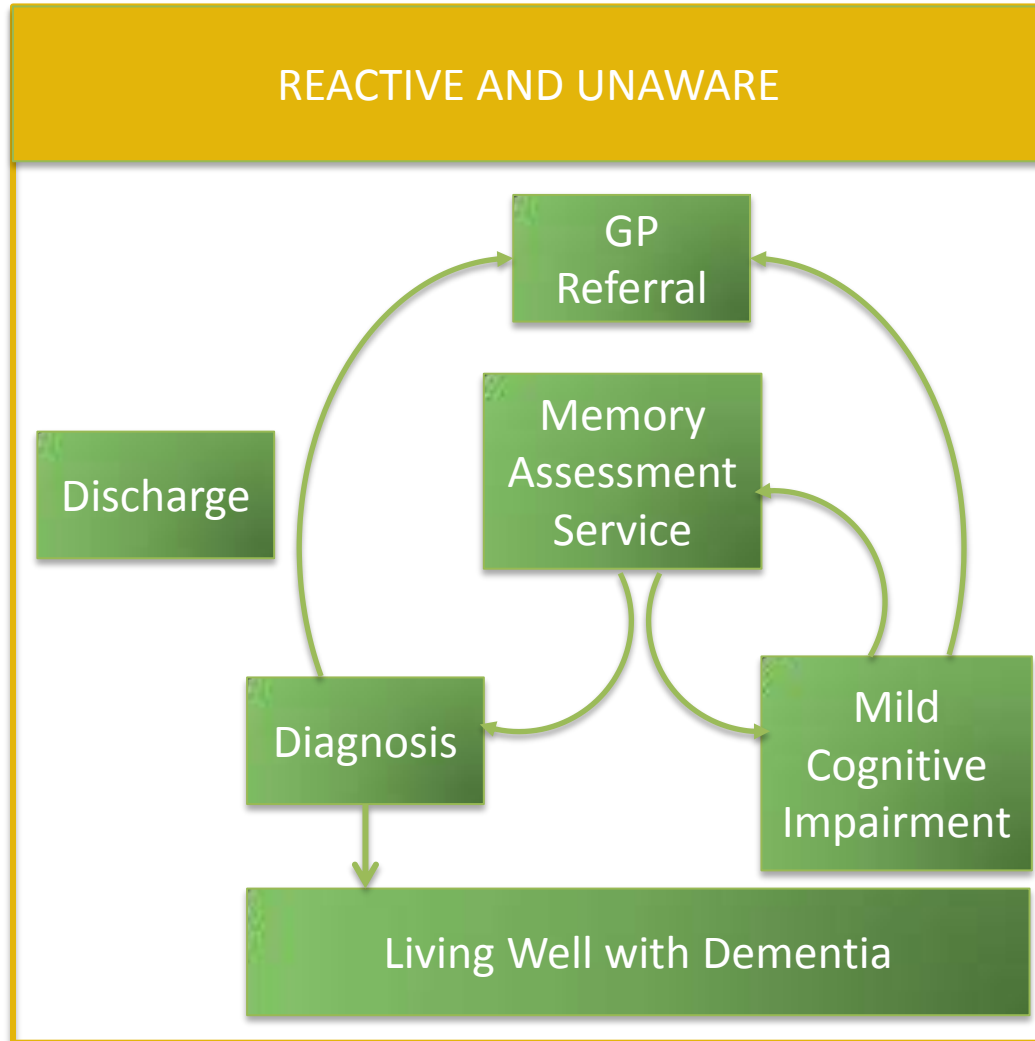 REACTIVE AND UNAWARE
GP
Referral
Memory
Assessment
Service
Discharge
Diagnosis
Mild
Cognitive
Impairment
Living Well with Dementia